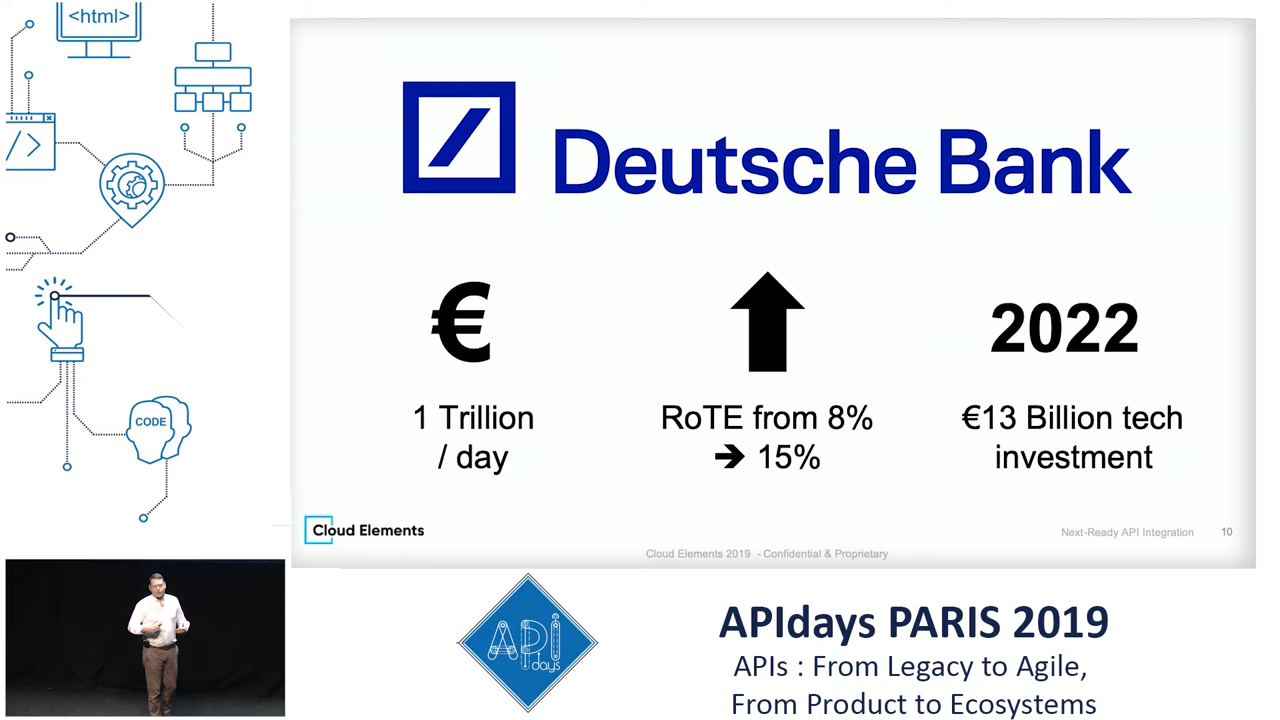 <html>
</>
CODE
Deutsche Bank
€
1 Trillion
/ day
RoTE from 8%
➔ 15%
2022
€13 Billion tech
investment
Cloud Elements
Next-Ready API Integration
10
Cloud Elements 2019 - Confidential & Proprietary
API
days
APIdays PARIS 2019
APIs : From Legacy to Agile,
From Product to Ecosystems